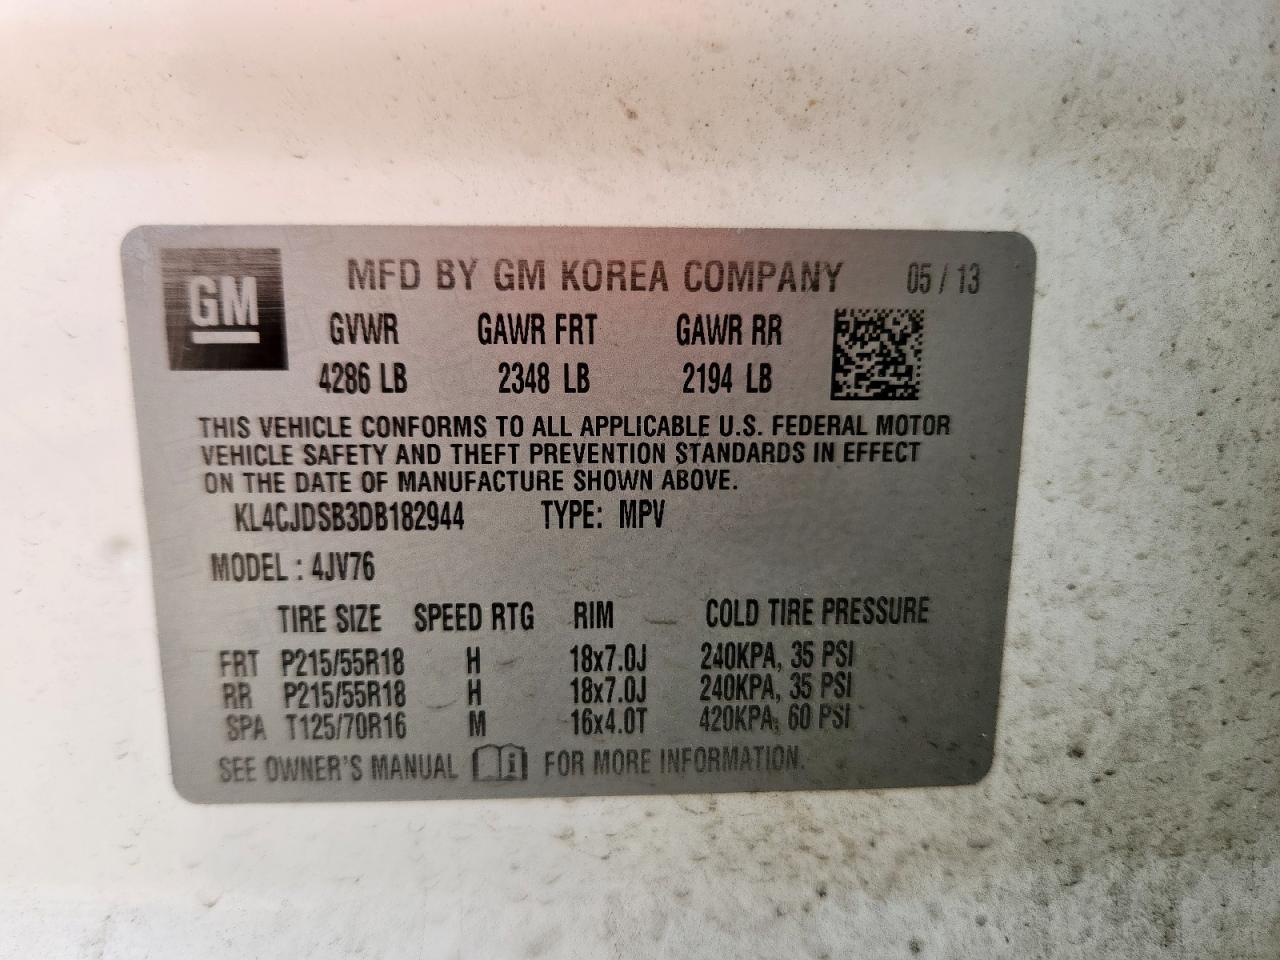 GM
MFD BY GM KOREA COMPANY 05 / 13
GVWR GAWR FRT GAWR RR
4286 LB 2348 LB 2194 LB
THIS VEHICLE CONFORMS TO ALL APPLICABLE U.S. FEDERAL MOTOR
VEHICLE SAFETY AND THEFT PREVENTION STANDARDS IN EFFECT
ON THE DATE OF MANUFACTURE SHOWN ABOVE.
KL4CJDSB3DB182944 TYPE: MPV
MODEL : 4JV76
TIRE SIZE SPEED RTG RIM COLD TIRE PRESSURE
FRT P215/55R18 H 18x7.0J 240KPA, 35 PSI
RR P215/55R18 H 18x7.0J 240KPA, 35 PSI
SPA T125/70R16 M 16x4.0T 420KPA, 60 PSI
SEE OWNER'S MANUAL i FOR MORE INFORMATION.